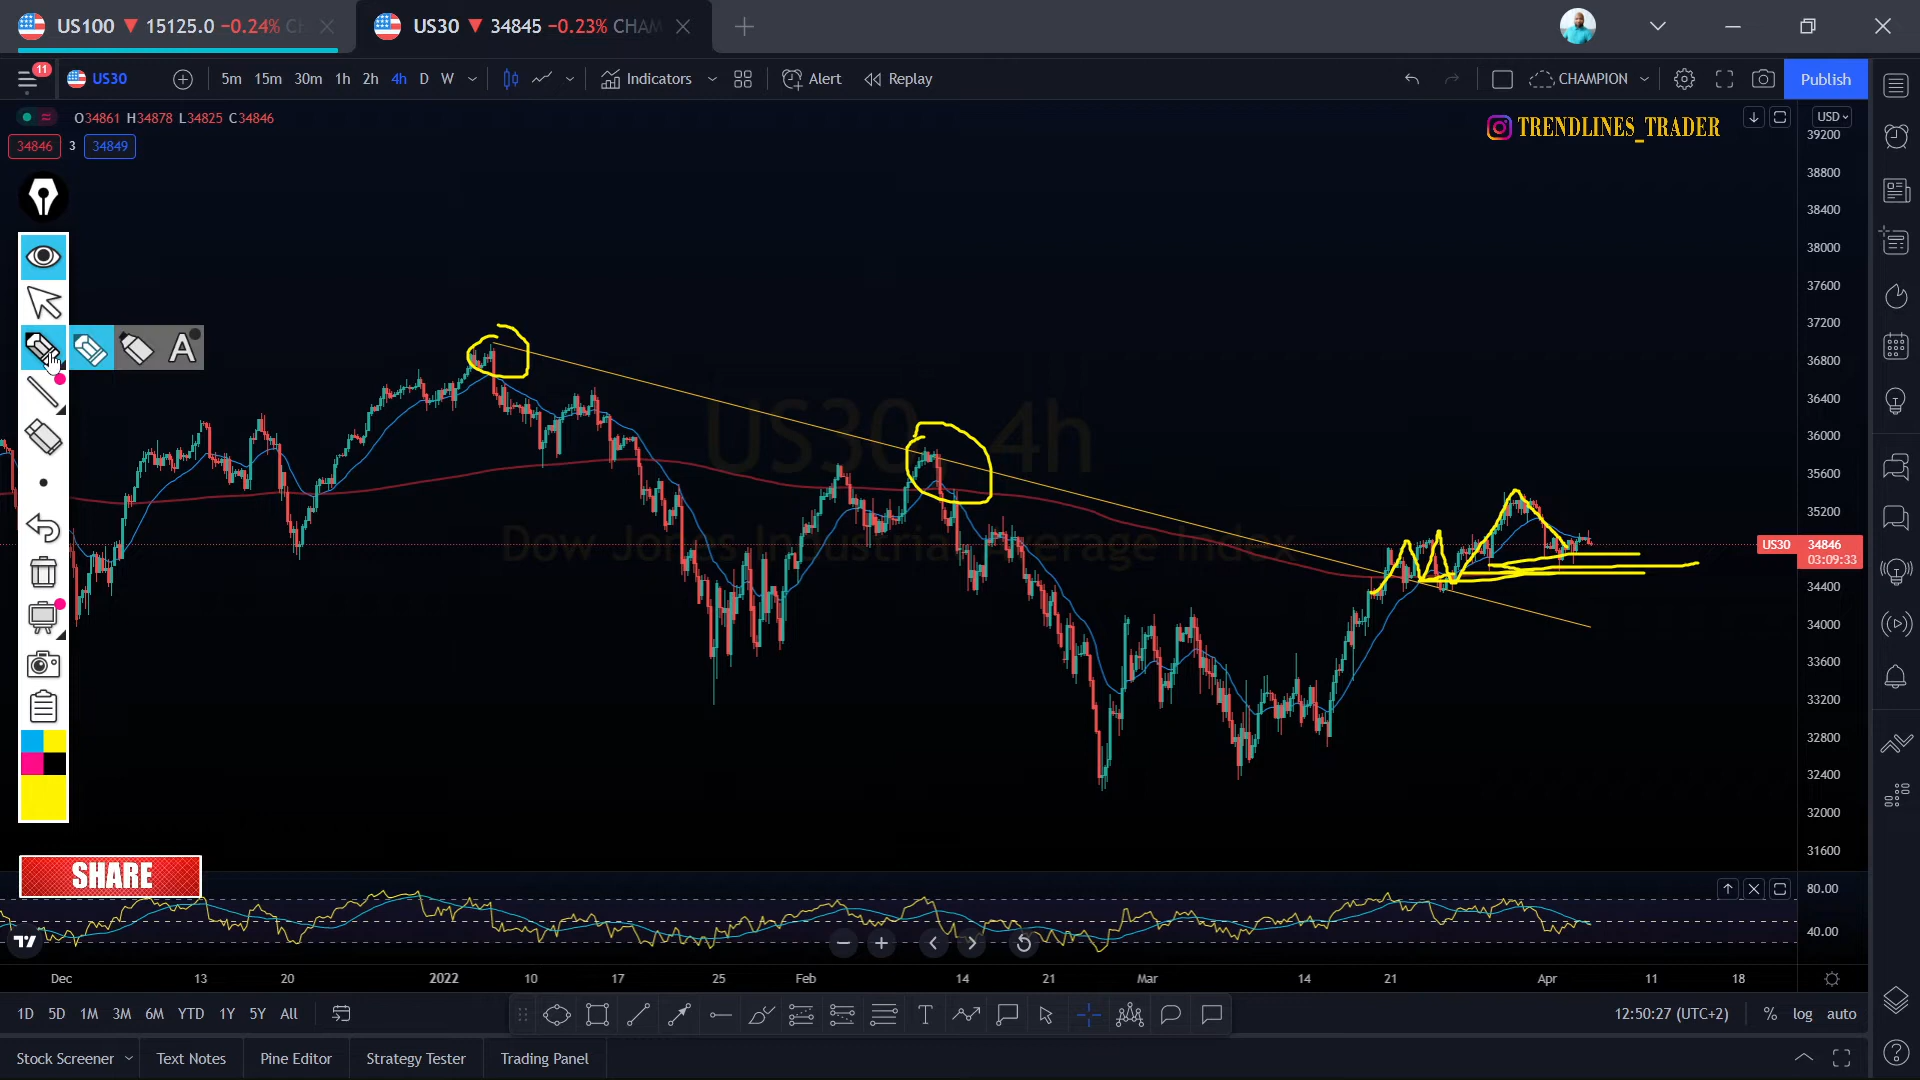 US100 ▼ 15125.0 −0.24%
US30 ▼ 34845 −0.23% CHAM
11
US30 5m 15m 30m 1h 2h 4h D W Indicators Alert Replay CHAMPION Publish
O34861 H34878 L34825 C34846
34846 3 34849
TRENDLINES_TRADER
USD
39200
38800
38400
38000
37600
37200
36800
36400
36000
35600
35200
US30 34846
03:09:33
34400
34000
33600
33200
32800
32400
32000
31600
A
US30 4h
Dow Jones Industrial Average Index
SHARE
80.00
40.00
Dec 13 20 2022 10 17 25 Feb 14 21 Mar 14 21 Apr 11 18
1D 5D 1M 3M 6M YTD 1Y 5Y All 12:50:27 (UTC+2) % log auto
Stock Screener Text Notes Pine Editor Strategy Tester Trading Panel